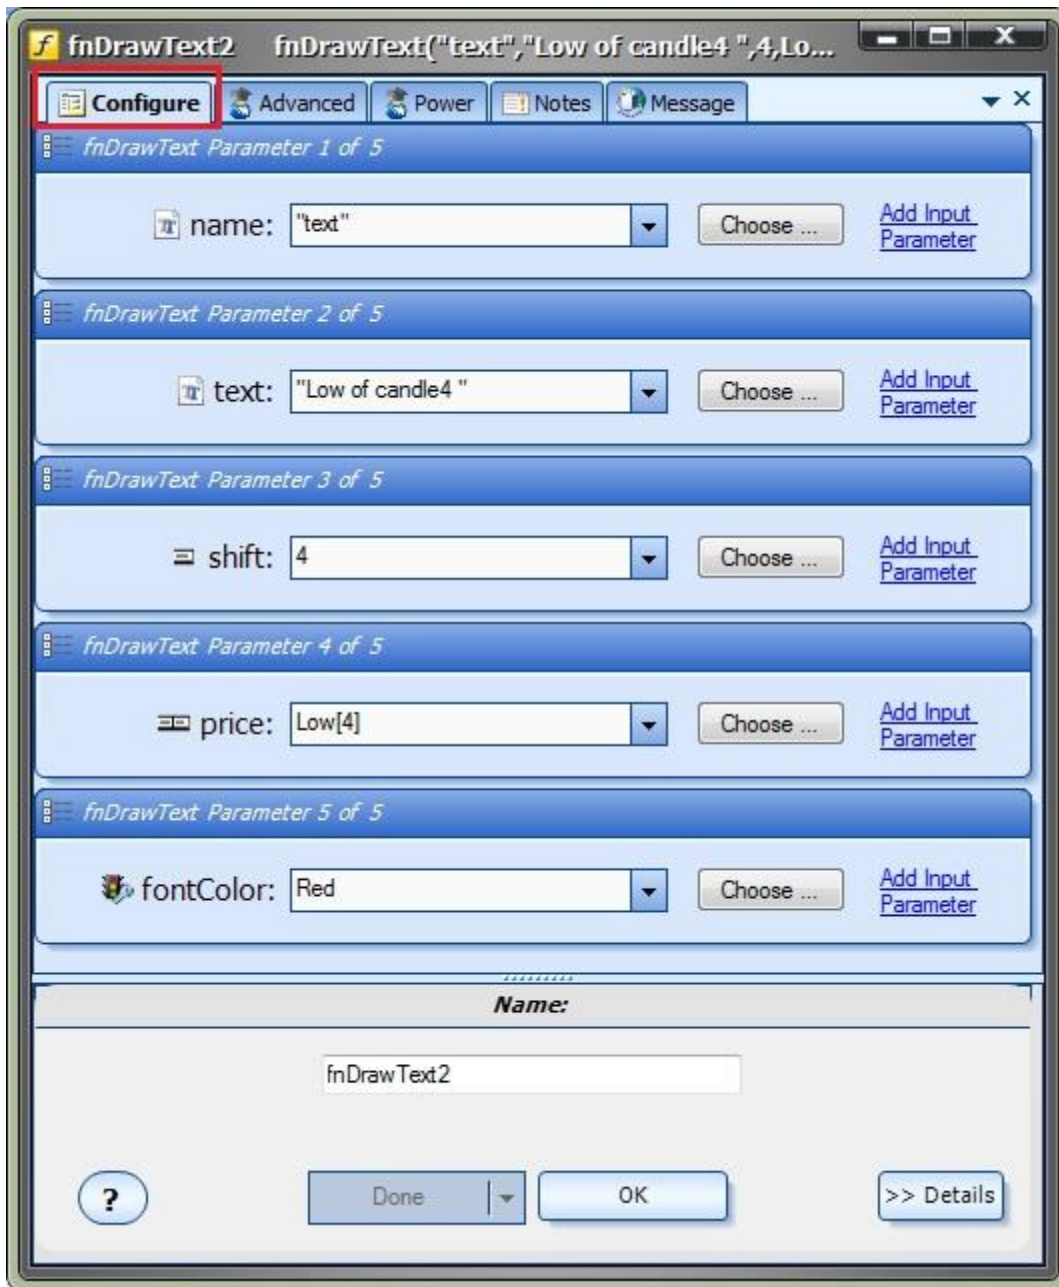 f fnDrawText2 fnDrawText("text","Low of candle4 ",4,Lo...
Configure Advanced Power Notes Message
fnDrawText Parameter 1 of 5
name: "text" Choose ... Add Input
Parameter
fnDrawText Parameter 2 of 5
text: "Low of candle4 " Choose ... Add Input
Parameter
fnDrawText Parameter 3 of 5
shift: 4 Choose ... Add Input
Parameter
fnDrawText Parameter 4 of 5
price: Low[4] Choose ... Add Input
Parameter
fnDrawText Parameter 5 of 5
fontColor: Red Choose ... Add Input
Parameter
Name:
fnDrawText2
? Done OK >> Details